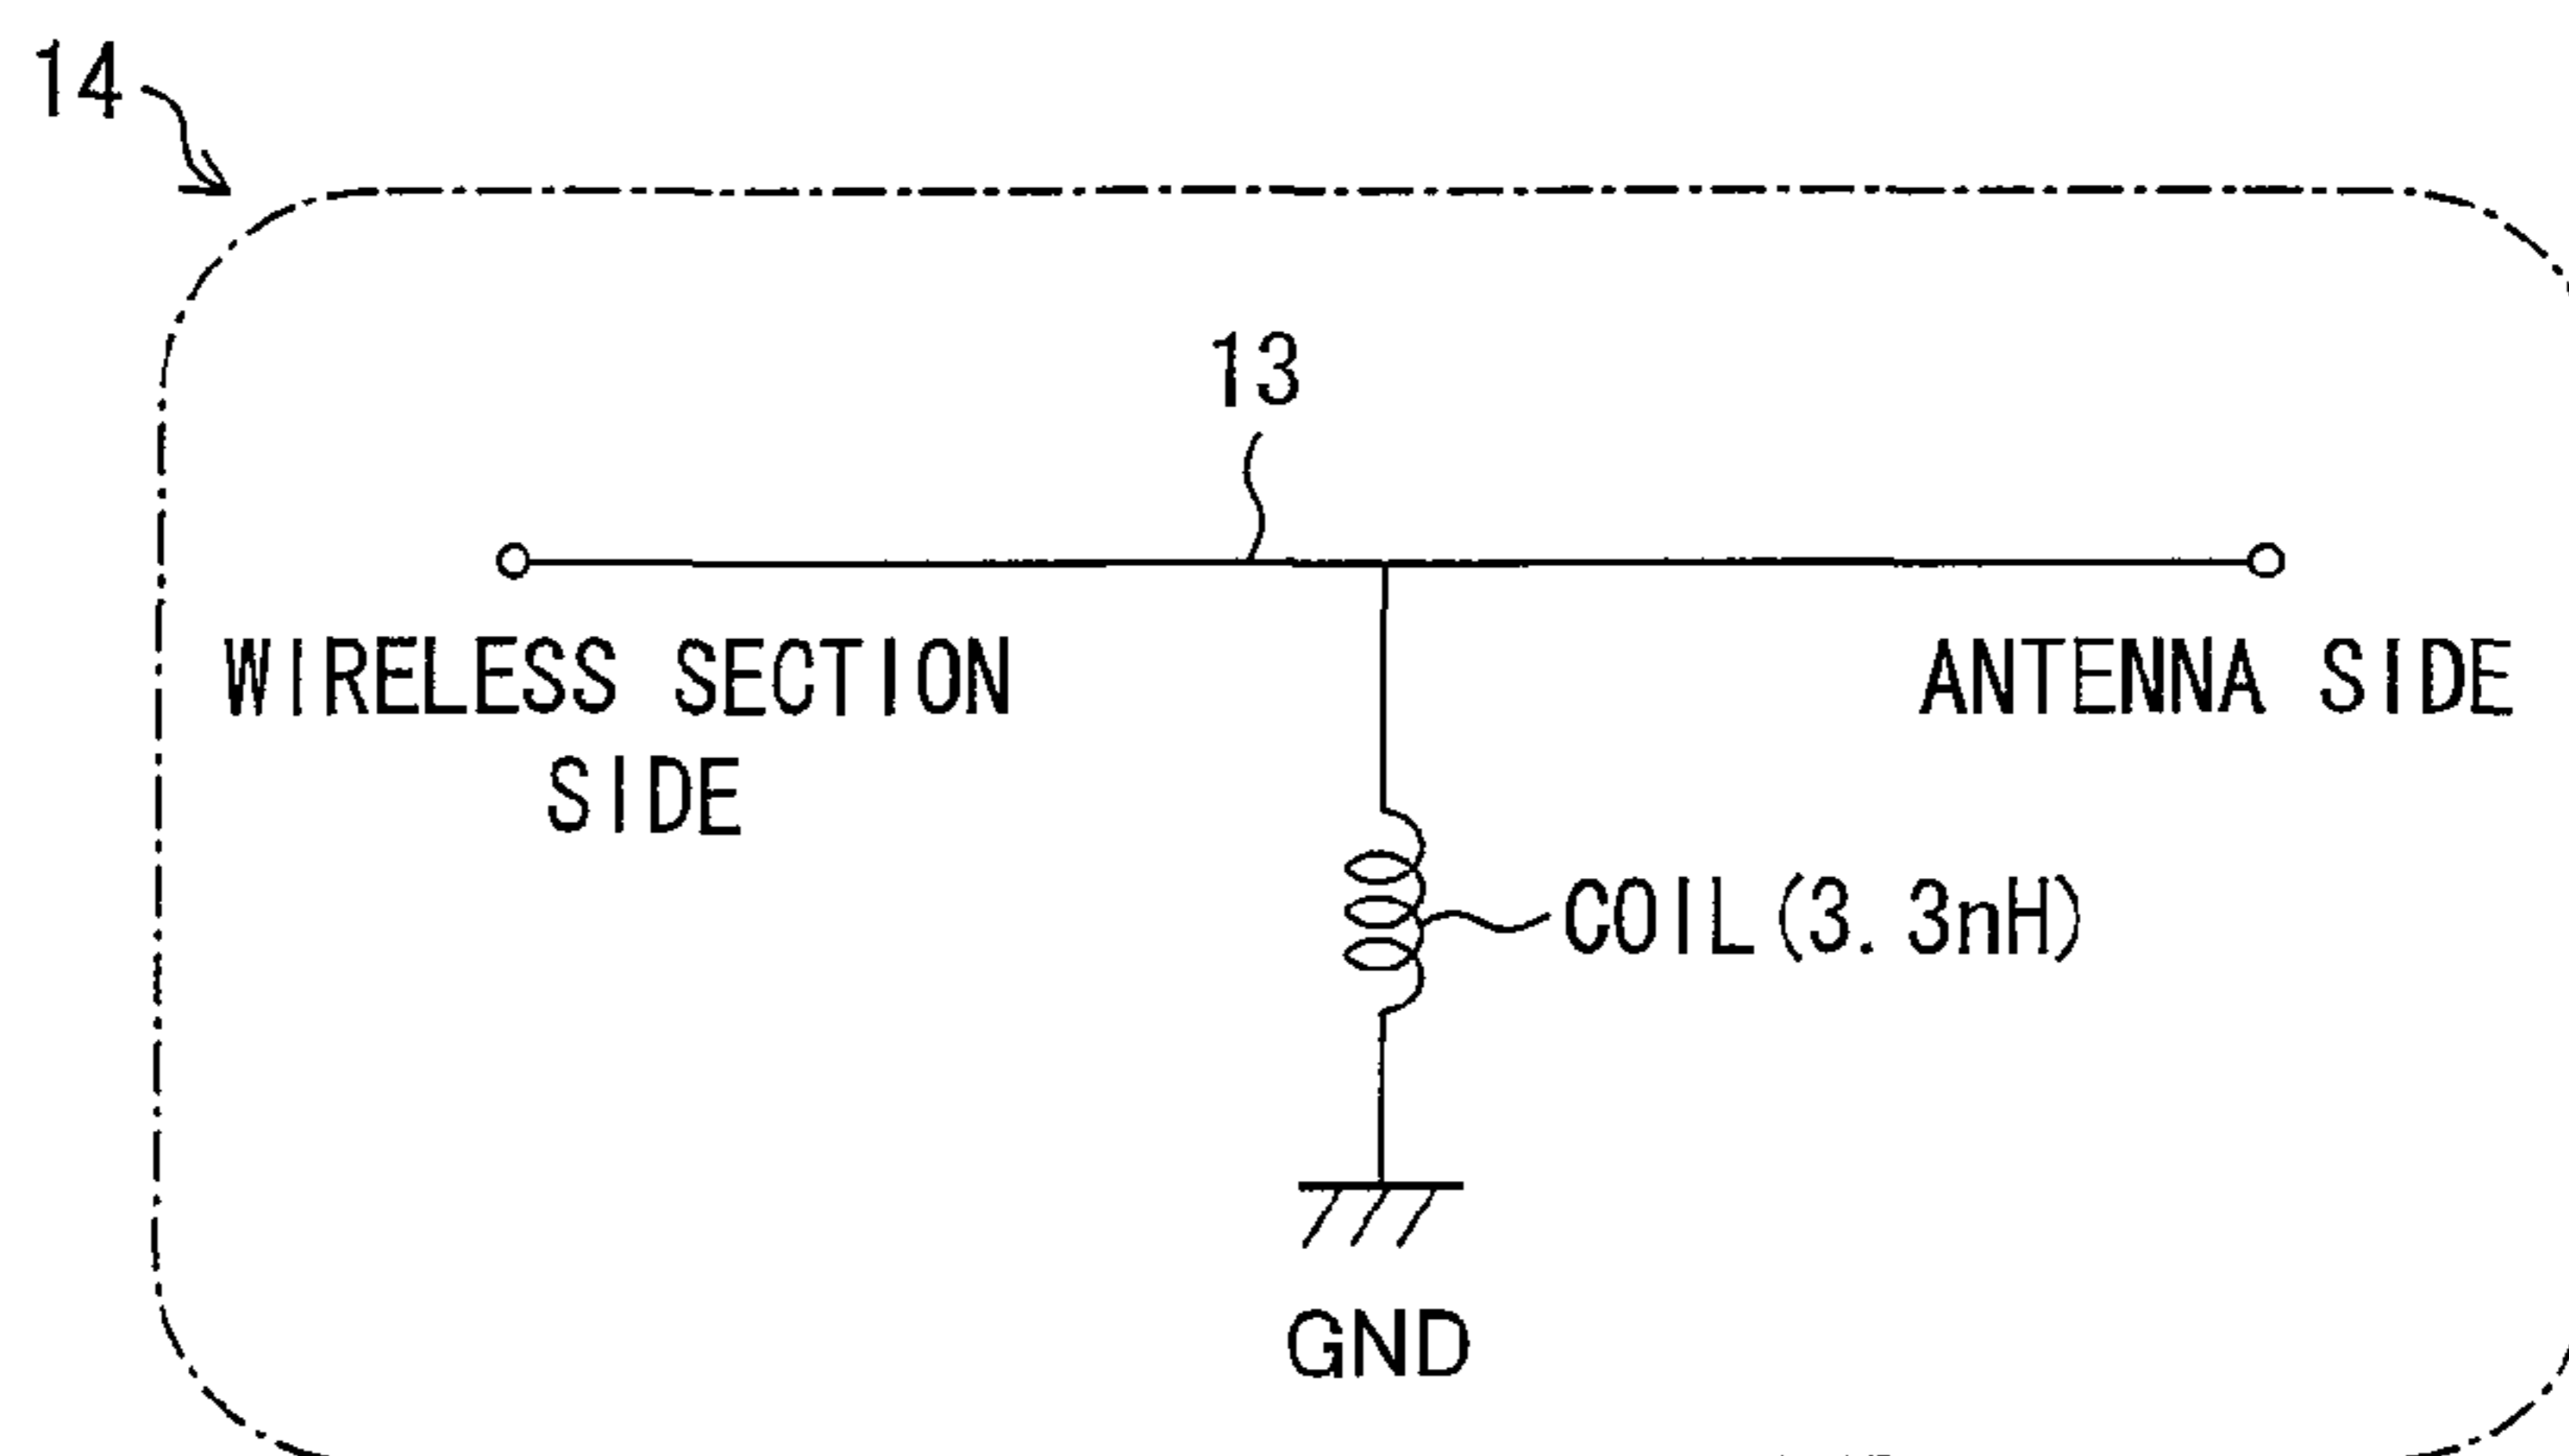 14
13
WIRELESS SECTION
SIDE
ANTENNA SIDE
COIL(3.3nH)
GND